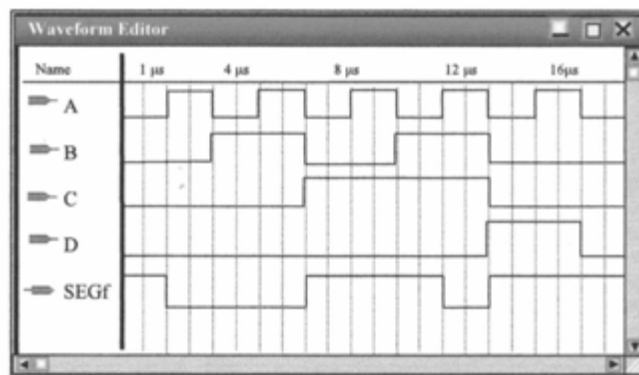 Waveform Editor
Name 1 μs 4 μs 8 μs 12 μs 16μs
A
B
C
D
SEGf